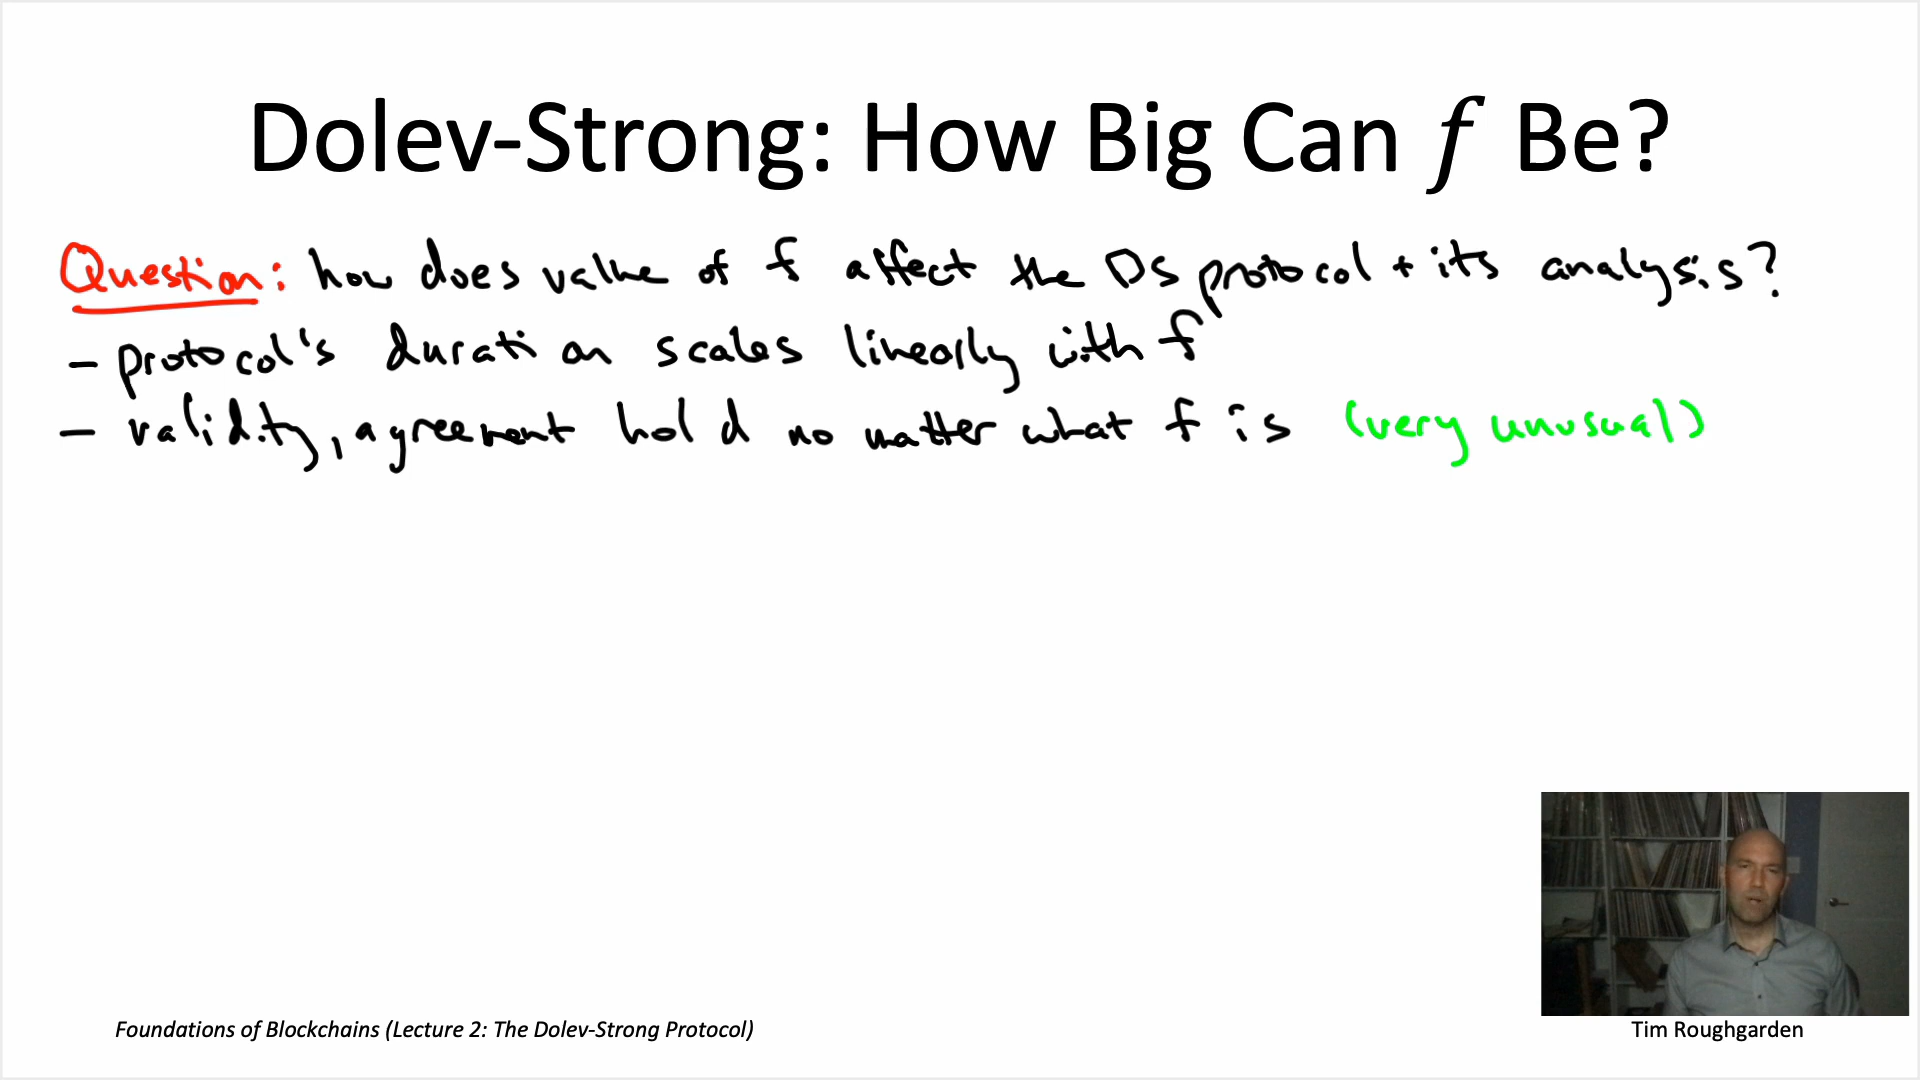 Dolev-Strong: How Big Can f Be?
Question: how does value of f affect the DS protocol + its analysis?
- protocol's duration scales linearly with f
- validity, agreement hold no matter what f is (very unusual)
Foundations of Blockchains (Lecture 2: The Dolev-Strong Protocol)
Tim Roughgarden